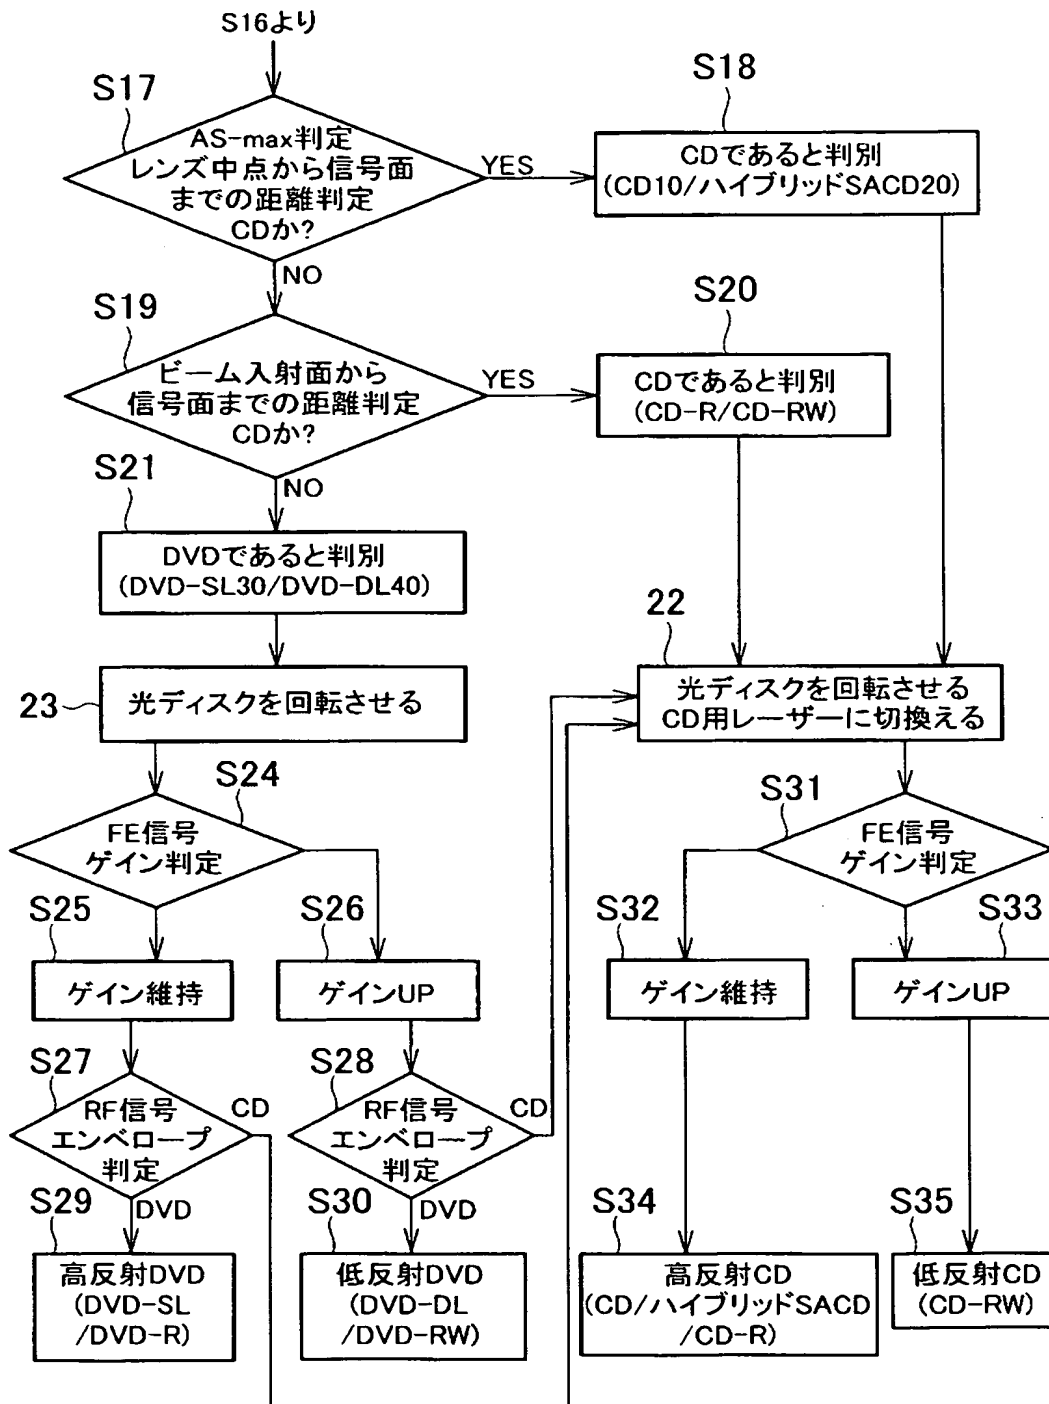 S16より
S17
AS-max判定
レンズ中点から信号面
までの距離判定
CDか?
YES
NO
S18
CDであると判別
(CD10/ハイブリッドSACD20)
S19
ビーム入射面から
信号面までの距離判定
CDか?
YES
NO
S20
CDであると判別
(CD-R/CD-RW)
S21
DVDであると判別
(DVD-SL30/DVD-DL40)
22
光ディスクを回転させる
CD用レーザーに切換える
23
光ディスクを回転させる
S24
FE信号
ゲイン判定
S31
FE信号
ゲイン判定
S25
ゲイン維持
S26
ゲインUP
S32
ゲイン維持
S33
ゲインUP
S27
RF信号
エンベロープ
判定
CD
DVD
S28
RF信号
エンベロープ
判定
CD
DVD
S29
高反射DVD
(DVD-SL
/DVD-R)
S30
低反射DVD
(DVD-DL
/DVD-RW)
S34
高反射CD
(CD/ハイブリッドSACD
/CD-R)
S35
低反射CD
(CD-RW)